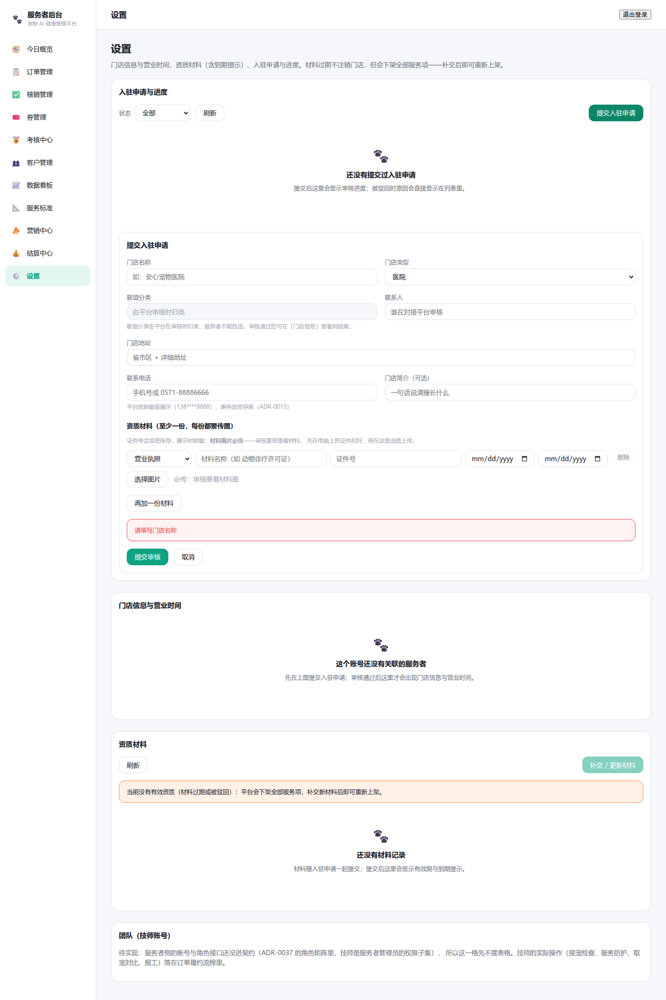 服务者后台
宠物 AI 健康管理平台
今日概览
订单管理
核销管理
券管理
考核中心
客户管理
数据看板
服务标准
营销中心
结算中心
设置
设置
退出登录
设置
门店信息与营业时间、资质材料（含到期提示）、入驻申请与进度。材料过期不注销门店，但会下架全部服务项——补交后即可重新上架。
入驻申请与进度
状态 全部 刷新 提交入驻申请
还没有提交过入驻申请
提交后这里会显示审核进度；被驳回时原因会直接显示在列表里。
提交入驻申请
门店名称 门店类型
如：安心宠物医院 医院
联盟分类 联系人
由平台审核时归类 谁在对接平台审核
联盟分类由平台在审核时归类，服务者不能自选；审核通过后可在「门店信息」里看到结果。
门店地址
省市区 + 详细地址
联系电话 门店简介（可选）
手机号或 0571-88886666 一句话说清擅长什么
平台按脱敏值展示（138****8888），原件加密存库（ADR-0013）
资质材料（至少一份，每份都要传图）
证件号会加密保存、展示时脱敏；材料图片必传——审核要按图看材料。 先在电脑上把证件拍好，再在这里选图上传。
营业执照 材料名称（如 动物诊疗许可证） 证件号 mm/dd/yyyy mm/dd/yyyy 删除
选择图片 必传：审核要看材料图
再加一份材料
请填写门店名称
提交审核 取消
门店信息与营业时间
这个账号还没有关联的服务者
先在上面提交入驻申请；审核通过后这里才会出现门店信息与营业时间。
资质材料
刷新 补交 / 更新材料
当前没有有效资质（材料过期或被驳回）：平台会下架全部服务项，补交新材料后即可重新上架。
还没有材料记录
材料随入驻申请一起提交；提交后这里会显示有效期与到期提示。
团队（技师账号）
待实现：服务者侧的账号与角色接口还没进契约（ADR-0037 的角色矩阵里，技师是服务者管理员的权限子集）， 所以这一格先不摆表格。技师的实际操作（接宠检查、服务防护、取
宠对比、报工）落在订单履约流程里。